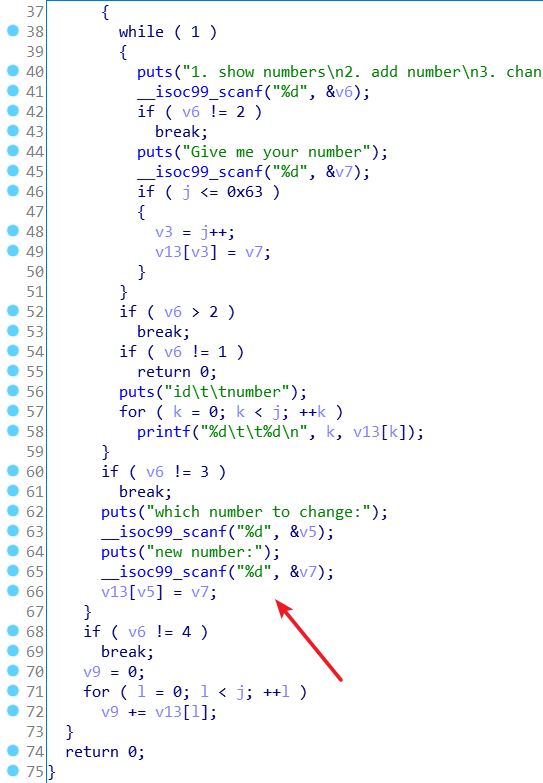 37 {
38 while ( 1 )
39 {
40 puts("1. show numbers\n2. add number\n3. chan
41 __isoc99_scanf("%d", &v6);
42 if ( v6 != 2 )
43 break;
44 puts("Give me your number");
45 __isoc99_scanf("%d", &v7);
46 if ( j <= 0x63 )
47 {
48 v3 = j++;
49 v13[v3] = v7;
50 }
51 }
52 if ( v6 > 2 )
53 break;
54 if ( v6 != 1 )
55 return 0;
56 puts("id\t\tnumber");
57 for ( k = 0; k < j; ++k )
58 printf("%d\t\t%d\n", k, v13[k]);
59 }
60 if ( v6 != 3 )
61 break;
62 puts("which number to change:");
63 __isoc99_scanf("%d", &v5);
64 puts("new number:");
65 __isoc99_scanf("%d", &v7);
66 v13[v5] = v7;
67 }
68 if ( v6 != 4 )
69 break;
70 v9 = 0;
71 for ( l = 0; l < j; ++l )
72 v9 += v13[l];
73 }
74 return 0;
75 }